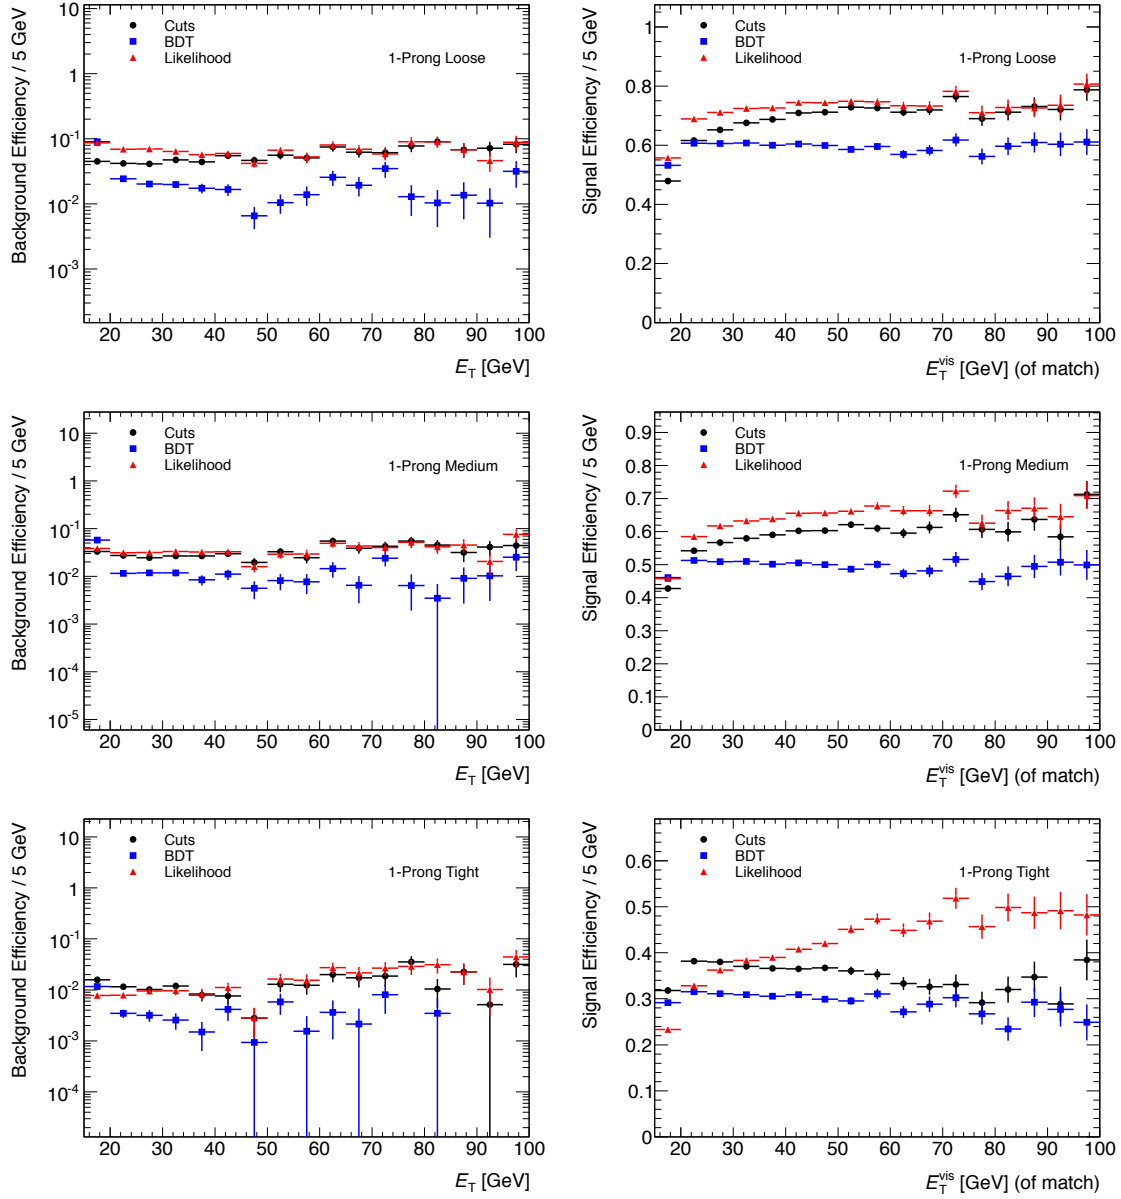 Background Efficiency / 5 GeV
10
1
10⁻¹
10⁻²
10⁻³
Cuts
BDT
Likelihood
1-Prong Loose
20 30 40 50 60 70 80 90 100
E_T [GeV]
Signal Efficiency / 5 GeV
1
0.8
0.6
0.4
0.2
0
Cuts
BDT
Likelihood
1-Prong Loose
20 30 40 50 60 70 80 90 100
E_T^vis [GeV] (of match)
Background Efficiency / 5 GeV
10
1
10⁻¹
10⁻²
10⁻³
10⁻⁴
10⁻⁵
Cuts
BDT
Likelihood
1-Prong Medium
20 30 40 50 60 70 80 90 100
E_T [GeV]
Signal Efficiency / 5 GeV
0.9
0.8
0.7
0.6
0.5
0.4
0.3
0.2
0.1
0
Cuts
BDT
Likelihood
1-Prong Medium
20 30 40 50 60 70 80 90 100
E_T^vis [GeV] (of match)
Background Efficiency / 5 GeV
10
1
10⁻¹
10⁻²
10⁻³
10⁻⁴
Cuts
BDT
Likelihood
1-Prong Tight
20 30 40 50 60 70 80 90 100
E_T [GeV]
Signal Efficiency / 5 GeV
0.6
0.5
0.4
0.3
0.2
0.1
0
Cuts
BDT
Likelihood
1-Prong Tight
20 30 40 50 60 70 80 90 100
E_T^vis [GeV] (of match)